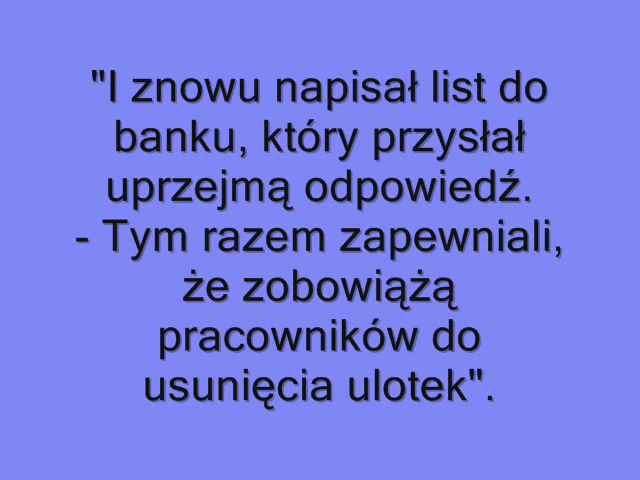 "I znowu napisał list do
banku, który przysłał
uprzejmą odpowiedź.
- Tym razem zapewniali,
że zobowiążą
pracowników do
usunięcia ulotek".